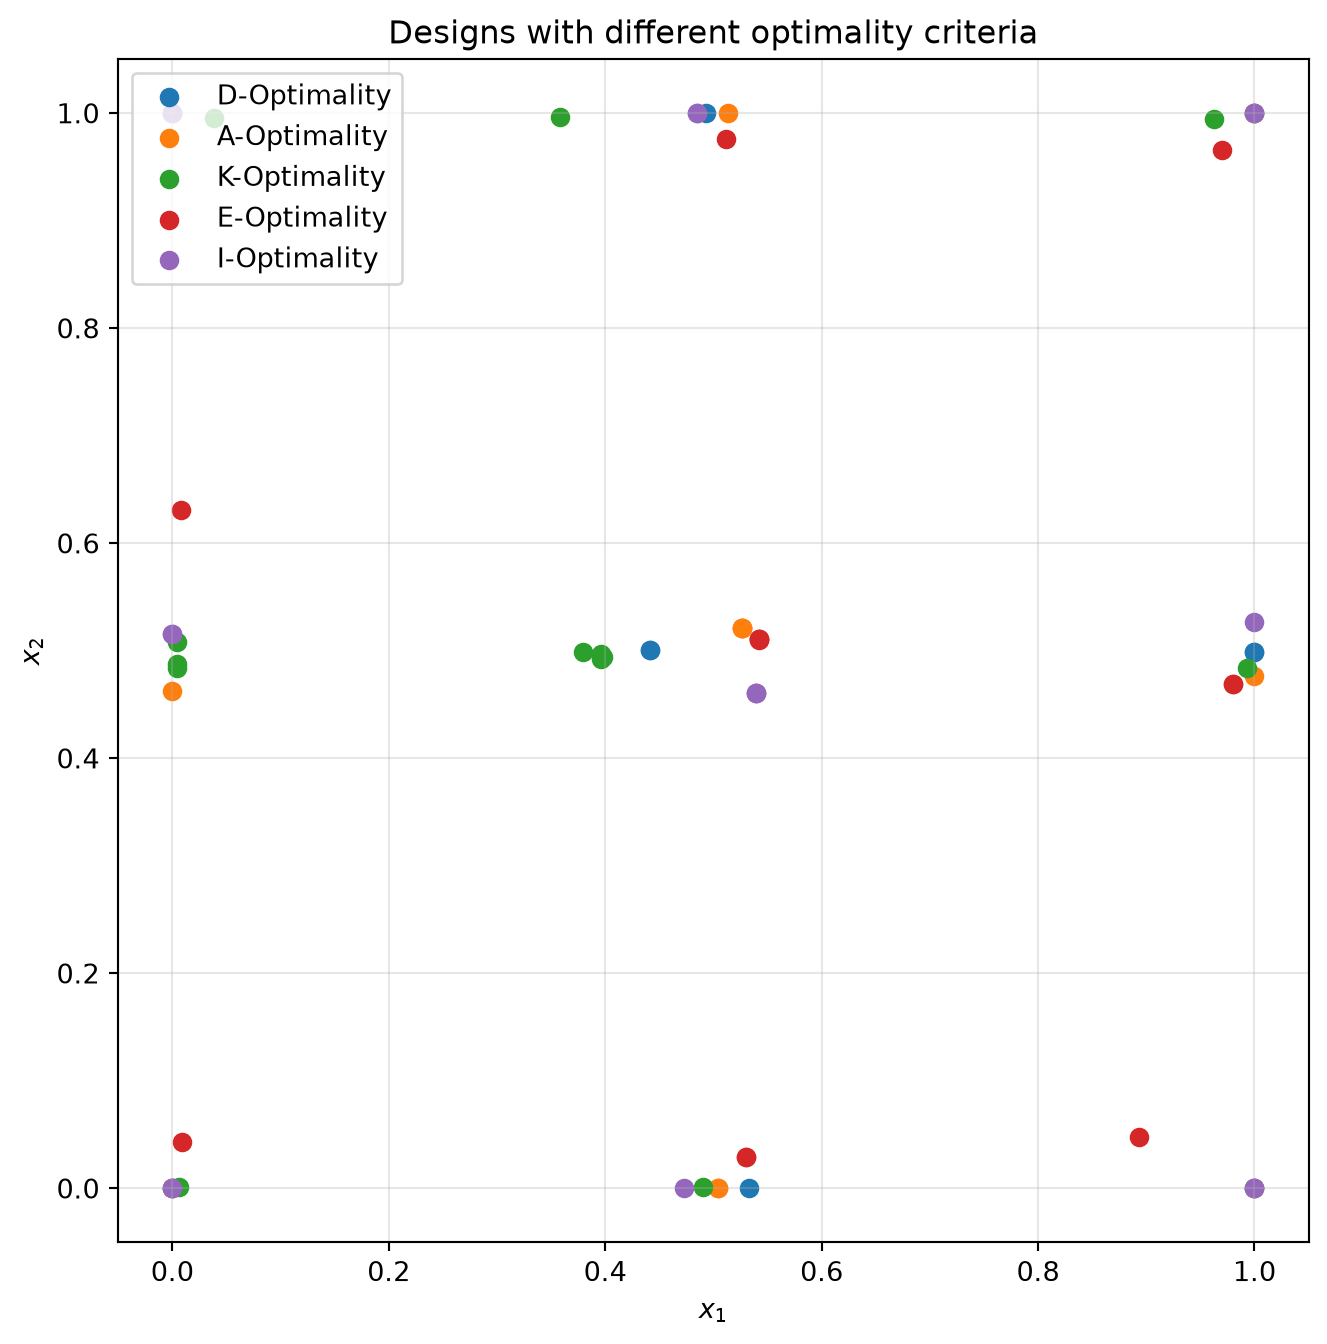 Designs with different optimality criteria
D-Optimality
A-Optimality
K-Optimality
E-Optimality
I-Optimality
1.0
0.8
0.6
0.4
0.2
0.0
x₂
0.0 0.2 0.4 0.6 0.8 1.0
x₁